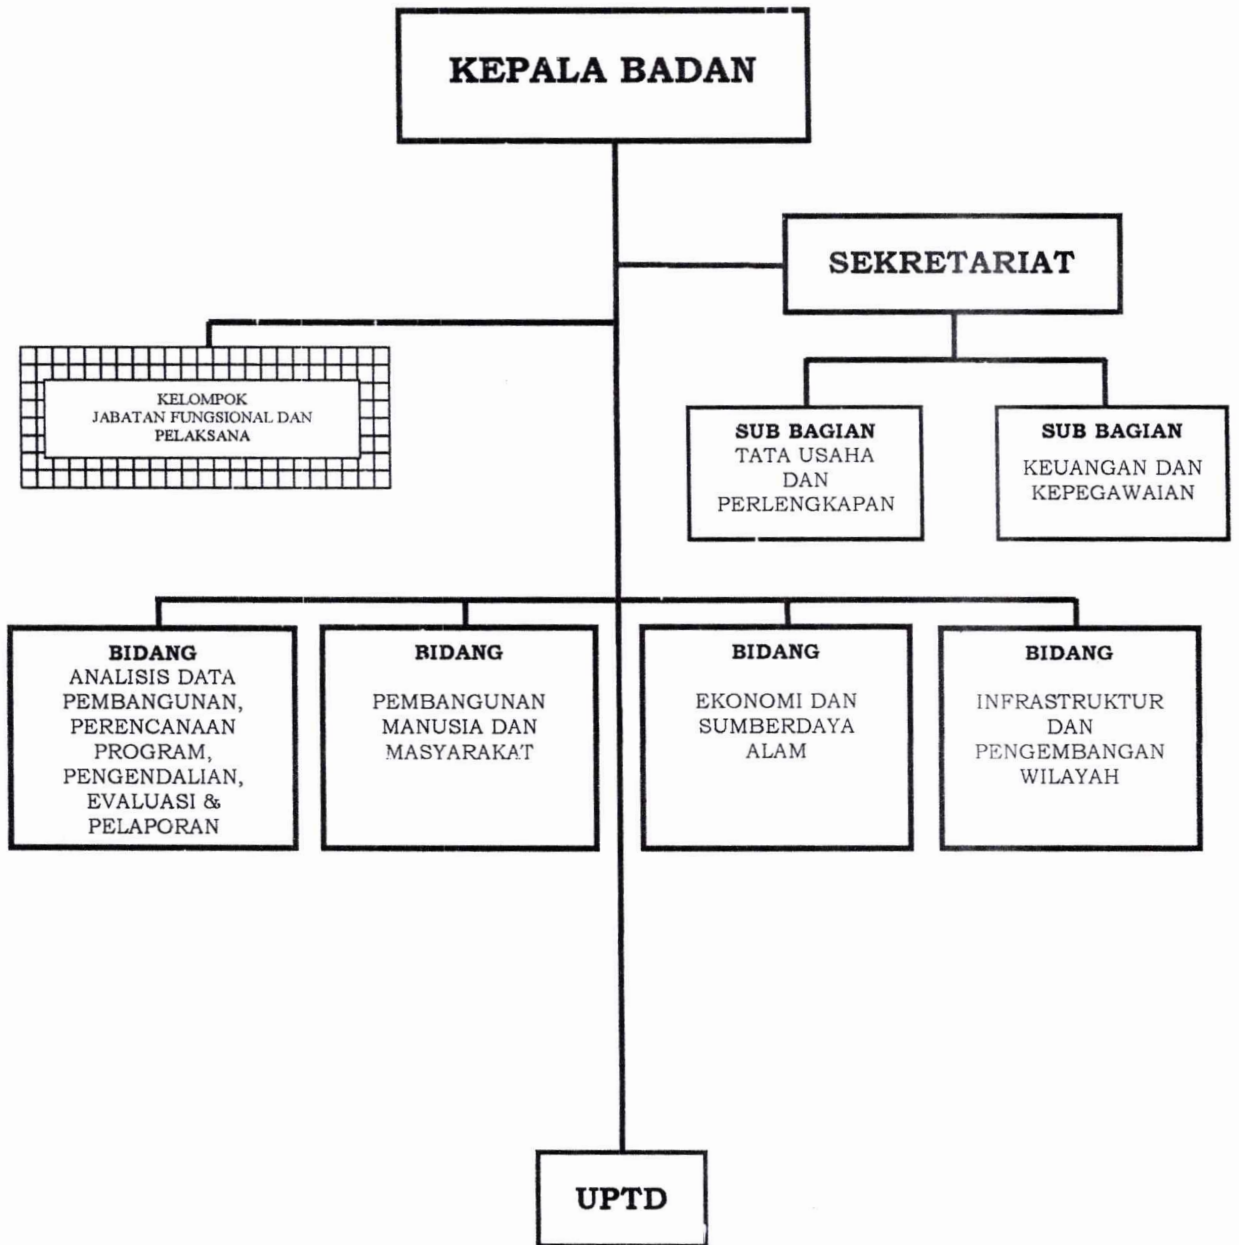 KEPALA BADAN
SEKRETARIAT
KELOMPOK
JABATAN FUNGSIONAL DAN
PELAKSANA
SUB BAGIAN
TATA USAHA
DAN
PERLENGKAPAN
SUB BAGIAN
KEUANGAN DAN
KEPEGAWAIAN
BIDANG
ANALISIS DATA
PEMBANGUNAN,
PERENCANAAN
PROGRAM,
PENGENDALIAN,
EVALUASI &
PELAPORAN
BIDANG
PEMBANGUNAN
MANUSIA DAN
MASYARAKAT
BIDANG
EKONOMI DAN
SUMBERDAYA
ALAM
BIDANG
INFRASTRUKTUR
DAN
PENGEMBANGAN
WILAYAH
UPTD